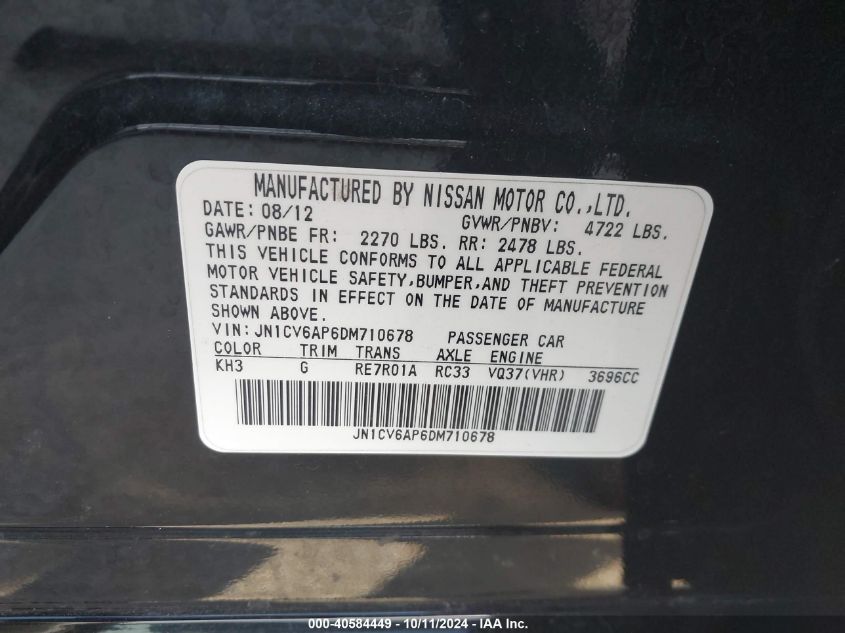 MANUFACTURED BY NISSAN MOTOR CO.,LTD.
DATE: 08/12 GVWR/PNBV: 4722 LBS.
GAWR/PNBE FR: 2270 LBS. RR: 2478 LBS.
THIS VEHICLE CONFORMS TO ALL APPLICABLE FEDERAL
MOTOR VEHICLE SAFETY,BUMPER,AND THEFT PREVENTION
STANDARDS IN EFFECT ON THE DATE OF MANUFACTURE
SHOWN ABOVE.
VIN: JN1CV6AP6DM710678 PASSENGER CAR
COLOR TRIM TRANS AXLE ENGINE
KH3 G RE7R01A RC33 VQ37(VHR) 3696CC
JN1CV6AP6DM710678
000-40584449 - 10/11/2024 - www.iaai.com